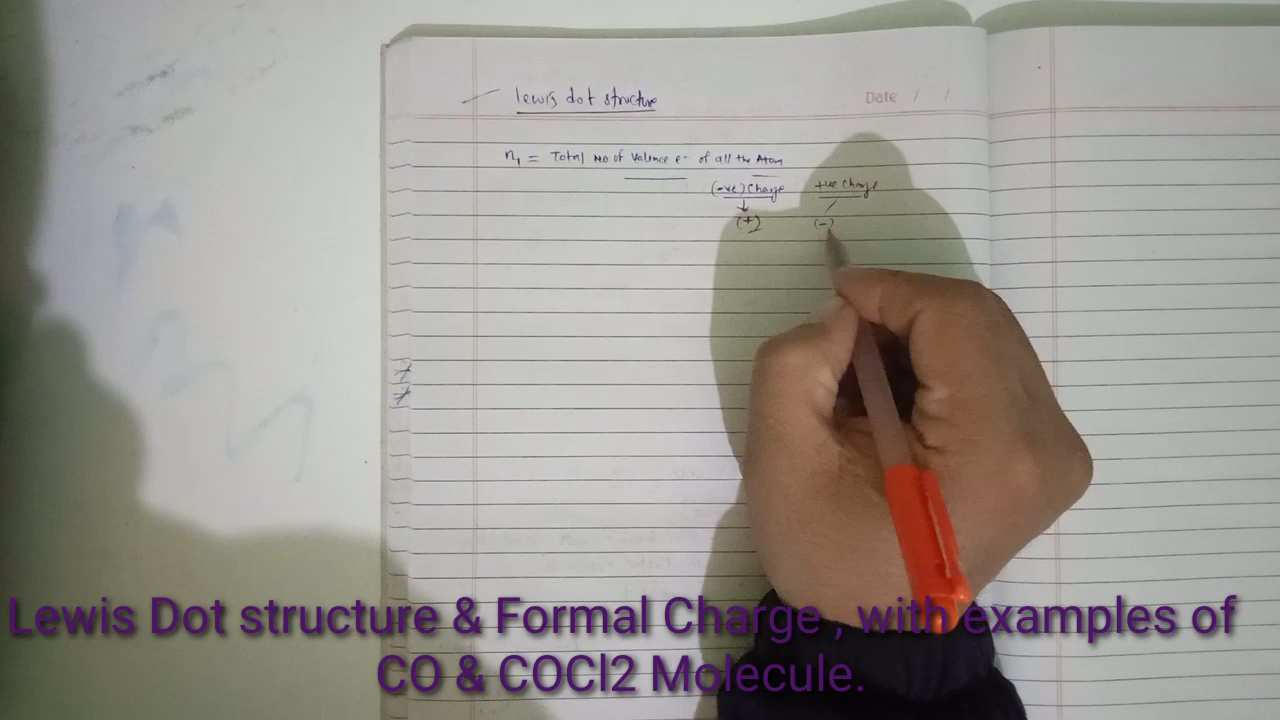 lewis dot structure
Date / /
n1 = Total No of Valence e- of all the Atom
(-ve) Charge +ve Charge
(+) (-)
Lewis Dot structure & Formal Charge , with examples of
CO & COCl2 Molecule.